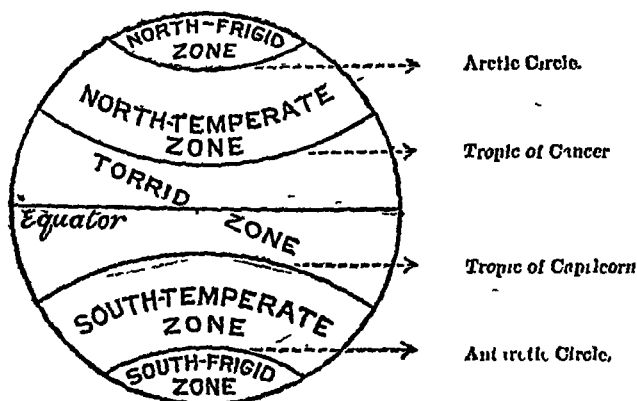 NORTH-FRIGID
ZONE
Arctic Circle.
NORTH-TEMPERATE
ZONE
Tropic of Cancer
TORRID
Equator
ZONE
Tropic of Capilcorn
SOUTH-TEMPERATE
ZONE
Antarctic Circle.
SOUTH-FRIGID
ZONE